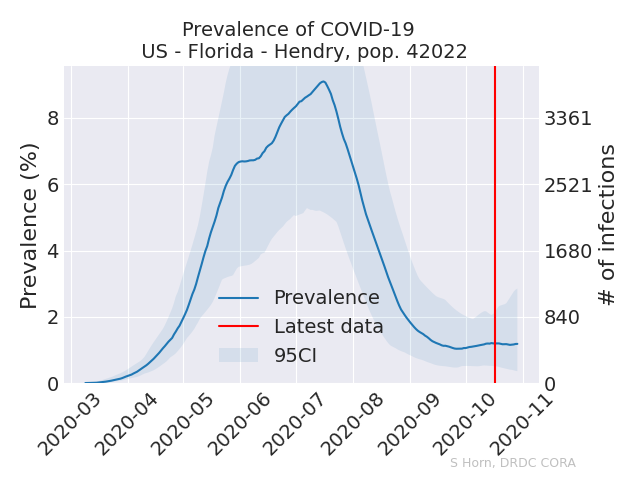 Prevalence of COVID-19
US - Florida - Hendry, pop. 42022
Prevalence (%)
8
6
4
2
0
3361
2521
1680
840
0
# of infections
Prevalence
Latest data
95CI
2020-03
2020-04
2020-05
2020-06
2020-07
2020-08
2020-09
2020-10
2020-11
S Horn, DRDC CORA